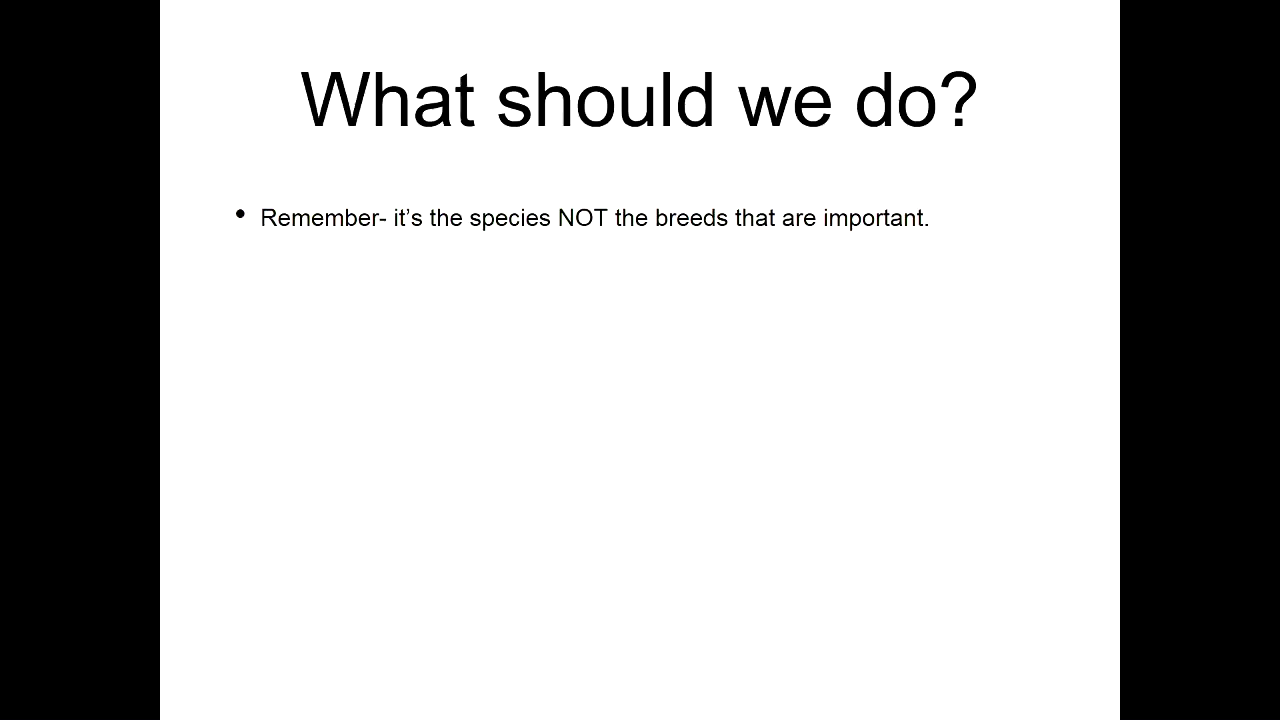 What should we do?
• Remember- it’s the species NOT the breeds that are important.